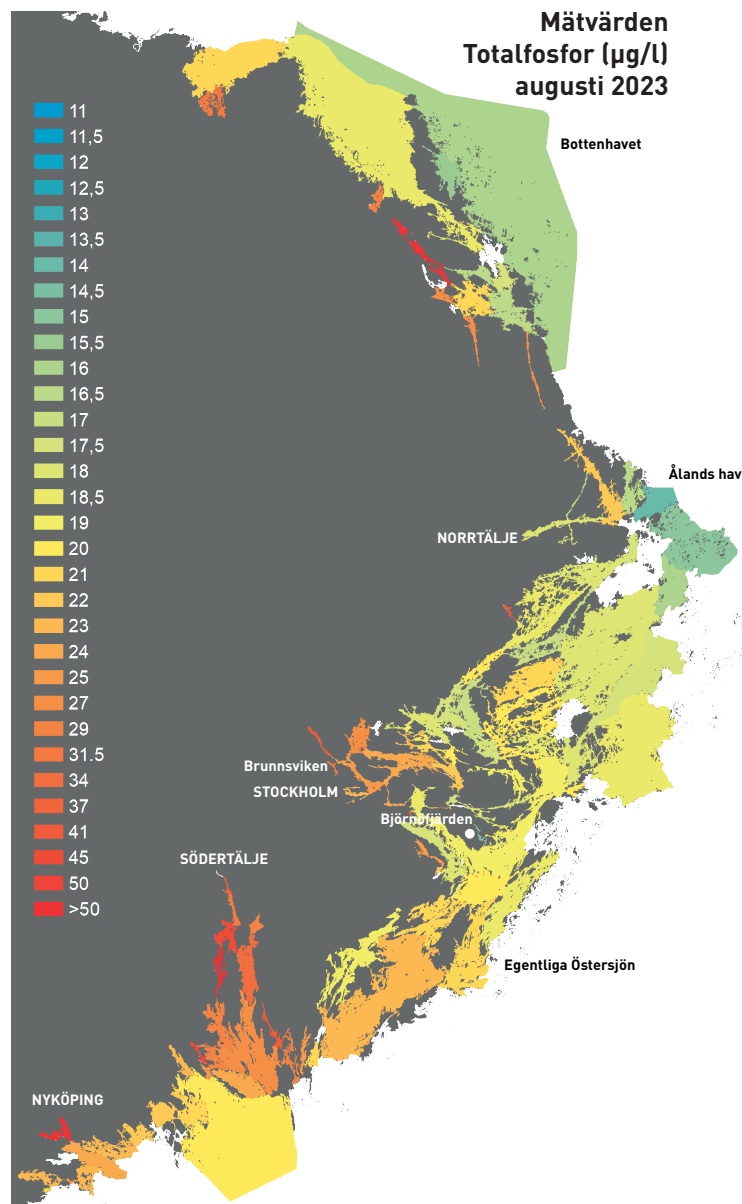 Mätvärden
Totalfosfor (µg/l)
augusti 2023
11
11,5
12
12,5
13
13,5
14
14,5
15
15,5
16
16,5
17
17,5
18
18,5
19
20
21
22
23
24
25
27
29
31.5
34
37
41
45
50
>50
Bottenhavet
Ålands hav
NORRTÄLJE
Brunnsviken
STOCKHOLM
Björnöfjärden
SÖDERTÄLJE
Egentliga Östersjön
NYKÖPING